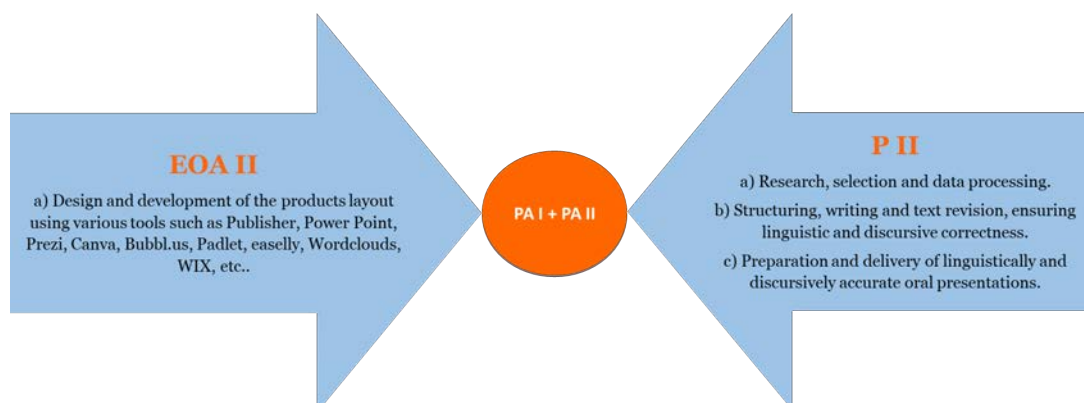 EOA II
a) Design and development of the products layout
using various tools such as Publisher, Power Point,
Prezi, Canva, Bubbl.us, Padlet, easelly, Wordclouds,
WIX, etc..
PA I + PA II
P II
a) Research, selection and data processing.
b) Structuring, writing and text revision, ensuring
linguistic and discursive correctness.
c) Preparation and delivery of linguistically and
discursively accurate oral presentations.